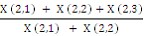 X (2,1) + X (2,2) + X (2,3)
X (2,1) + X (2,2)